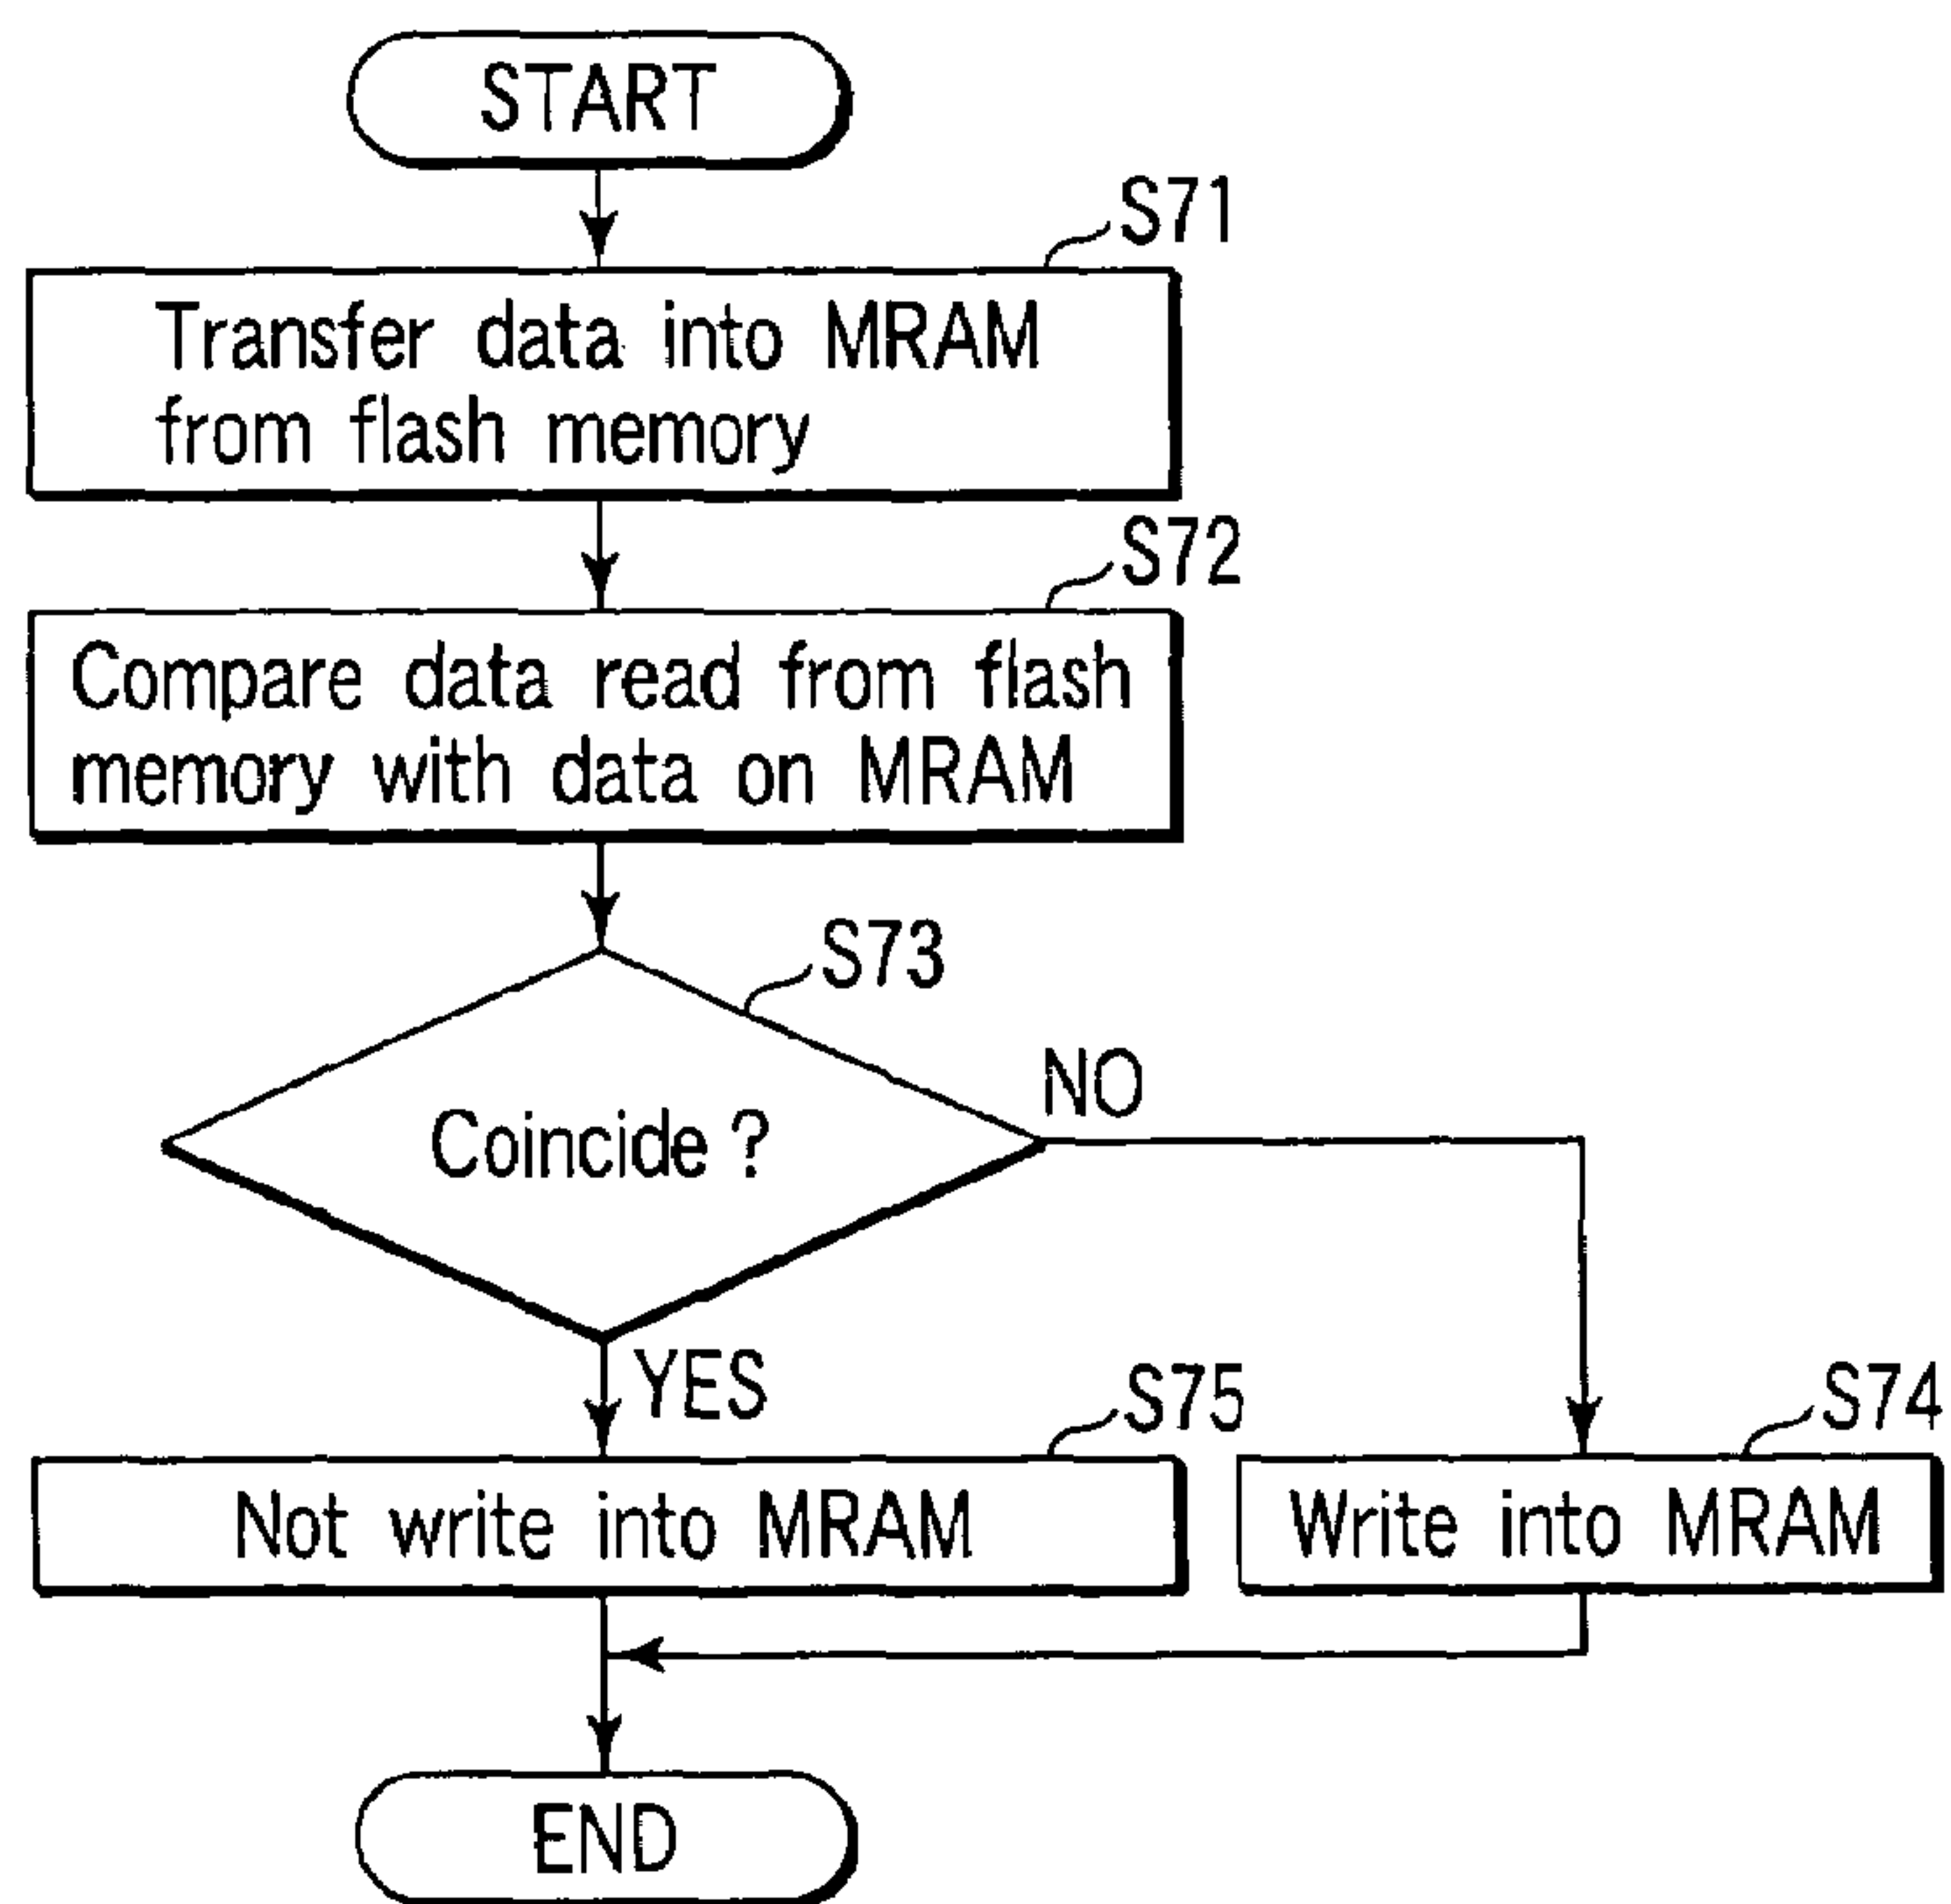 START
S71
Transfer data into MRAM
from flash memory
S72
Compare data read from flash
memory with data on MRAM
S73
Coincide ?
NO
YES
S75
S74
Not write into MRAM
Write into MRAM
END